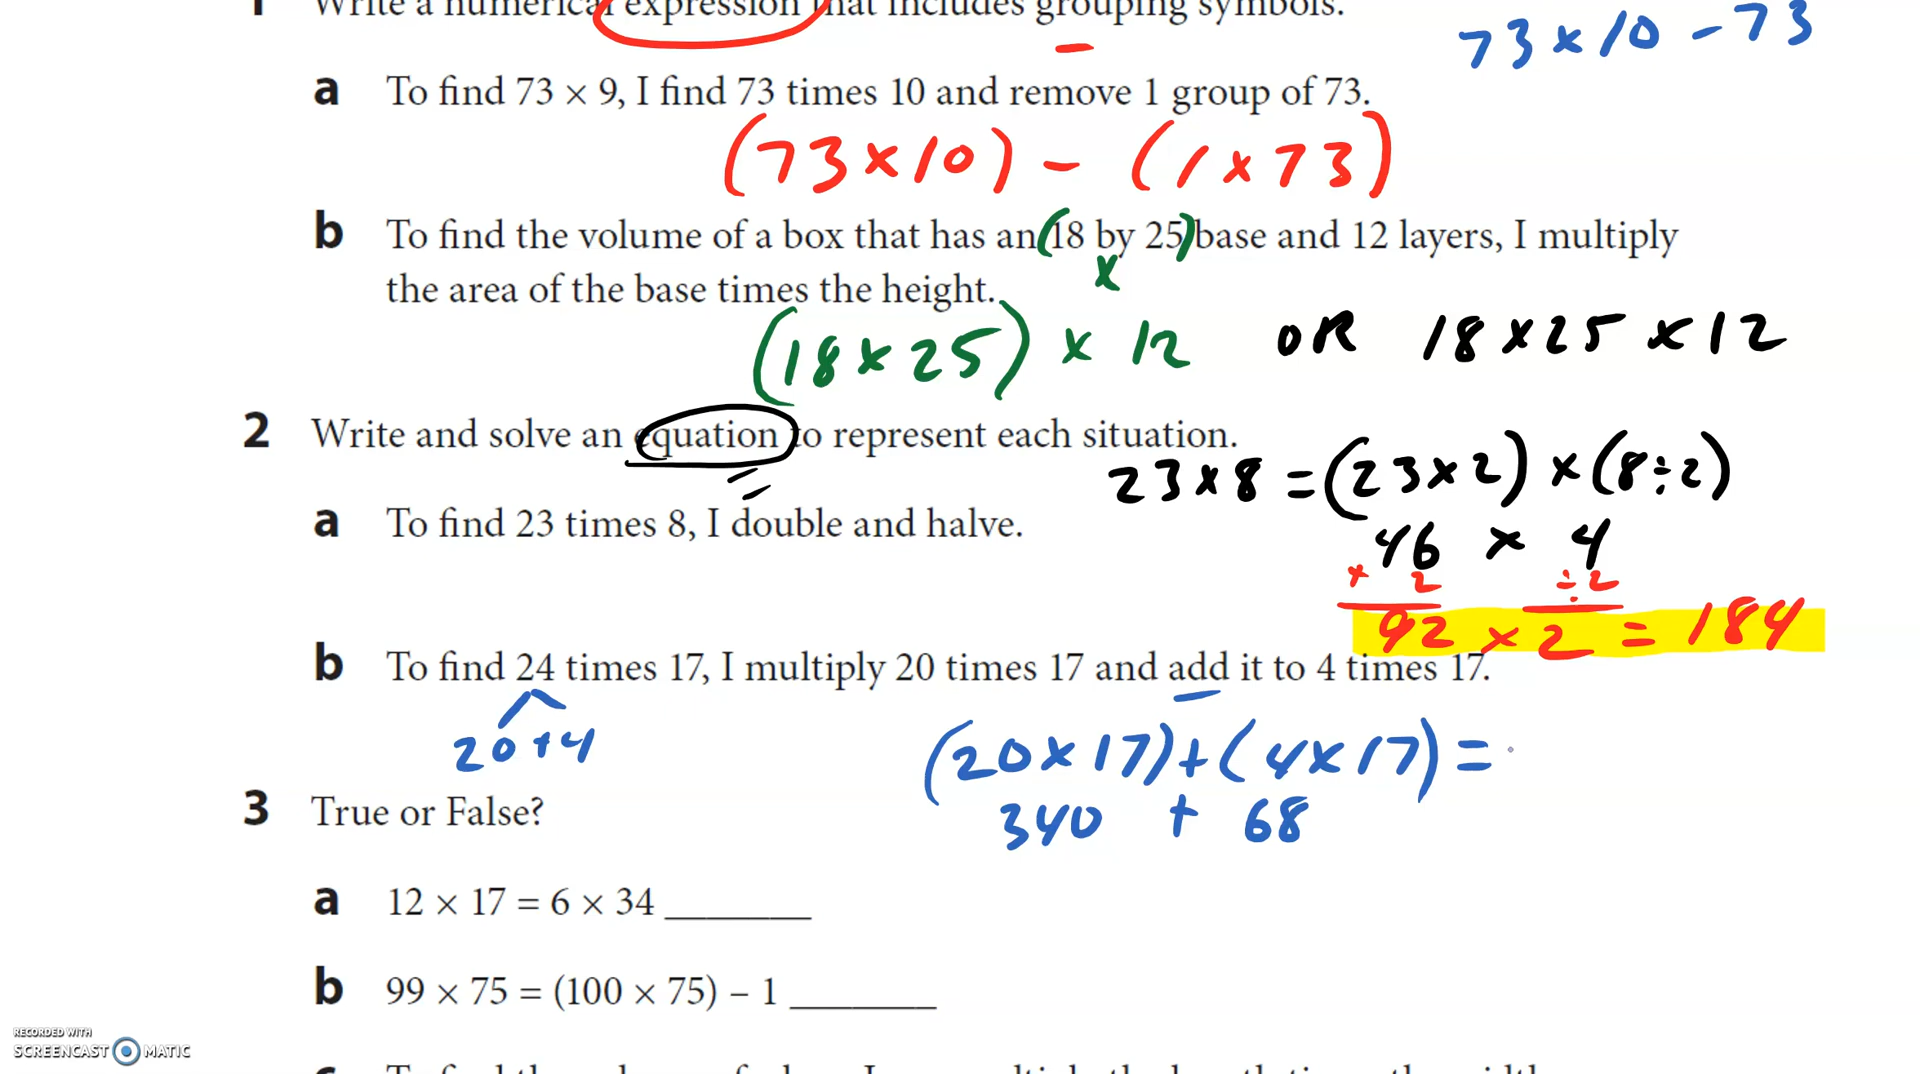 1 Write a numerical expression that includes grouping symbols.
73 × 10 - 73
a To find 73 × 9, I find 73 times 10 and remove 1 group of 73.
(73 × 10) - (1 × 73)
b To find the volume of a box that has an (18 by 25) base and 12 layers, I multiply
×
the area of the base times the height.
(18 × 25) × 12 OR 18 × 25 × 12
2 Write and solve an equation to represent each situation.
23 × 8 = (23 × 2) × (8 ÷ 2)
a To find 23 times 8, I double and halve.
46 × 4
× 2 ÷ 2
92 × 2 = 184
b To find 24 times 17, I multiply 20 times 17 and add it to 4 times 17.
20 + 4
(20 × 17) + (4 × 17) =
340 + 68
3 True or False?
a 12 × 17 = 6 × 34 _______
b 99 × 75 = (100 × 75) – 1 _______
RECORDED WITH
SCREENCAST MATIC